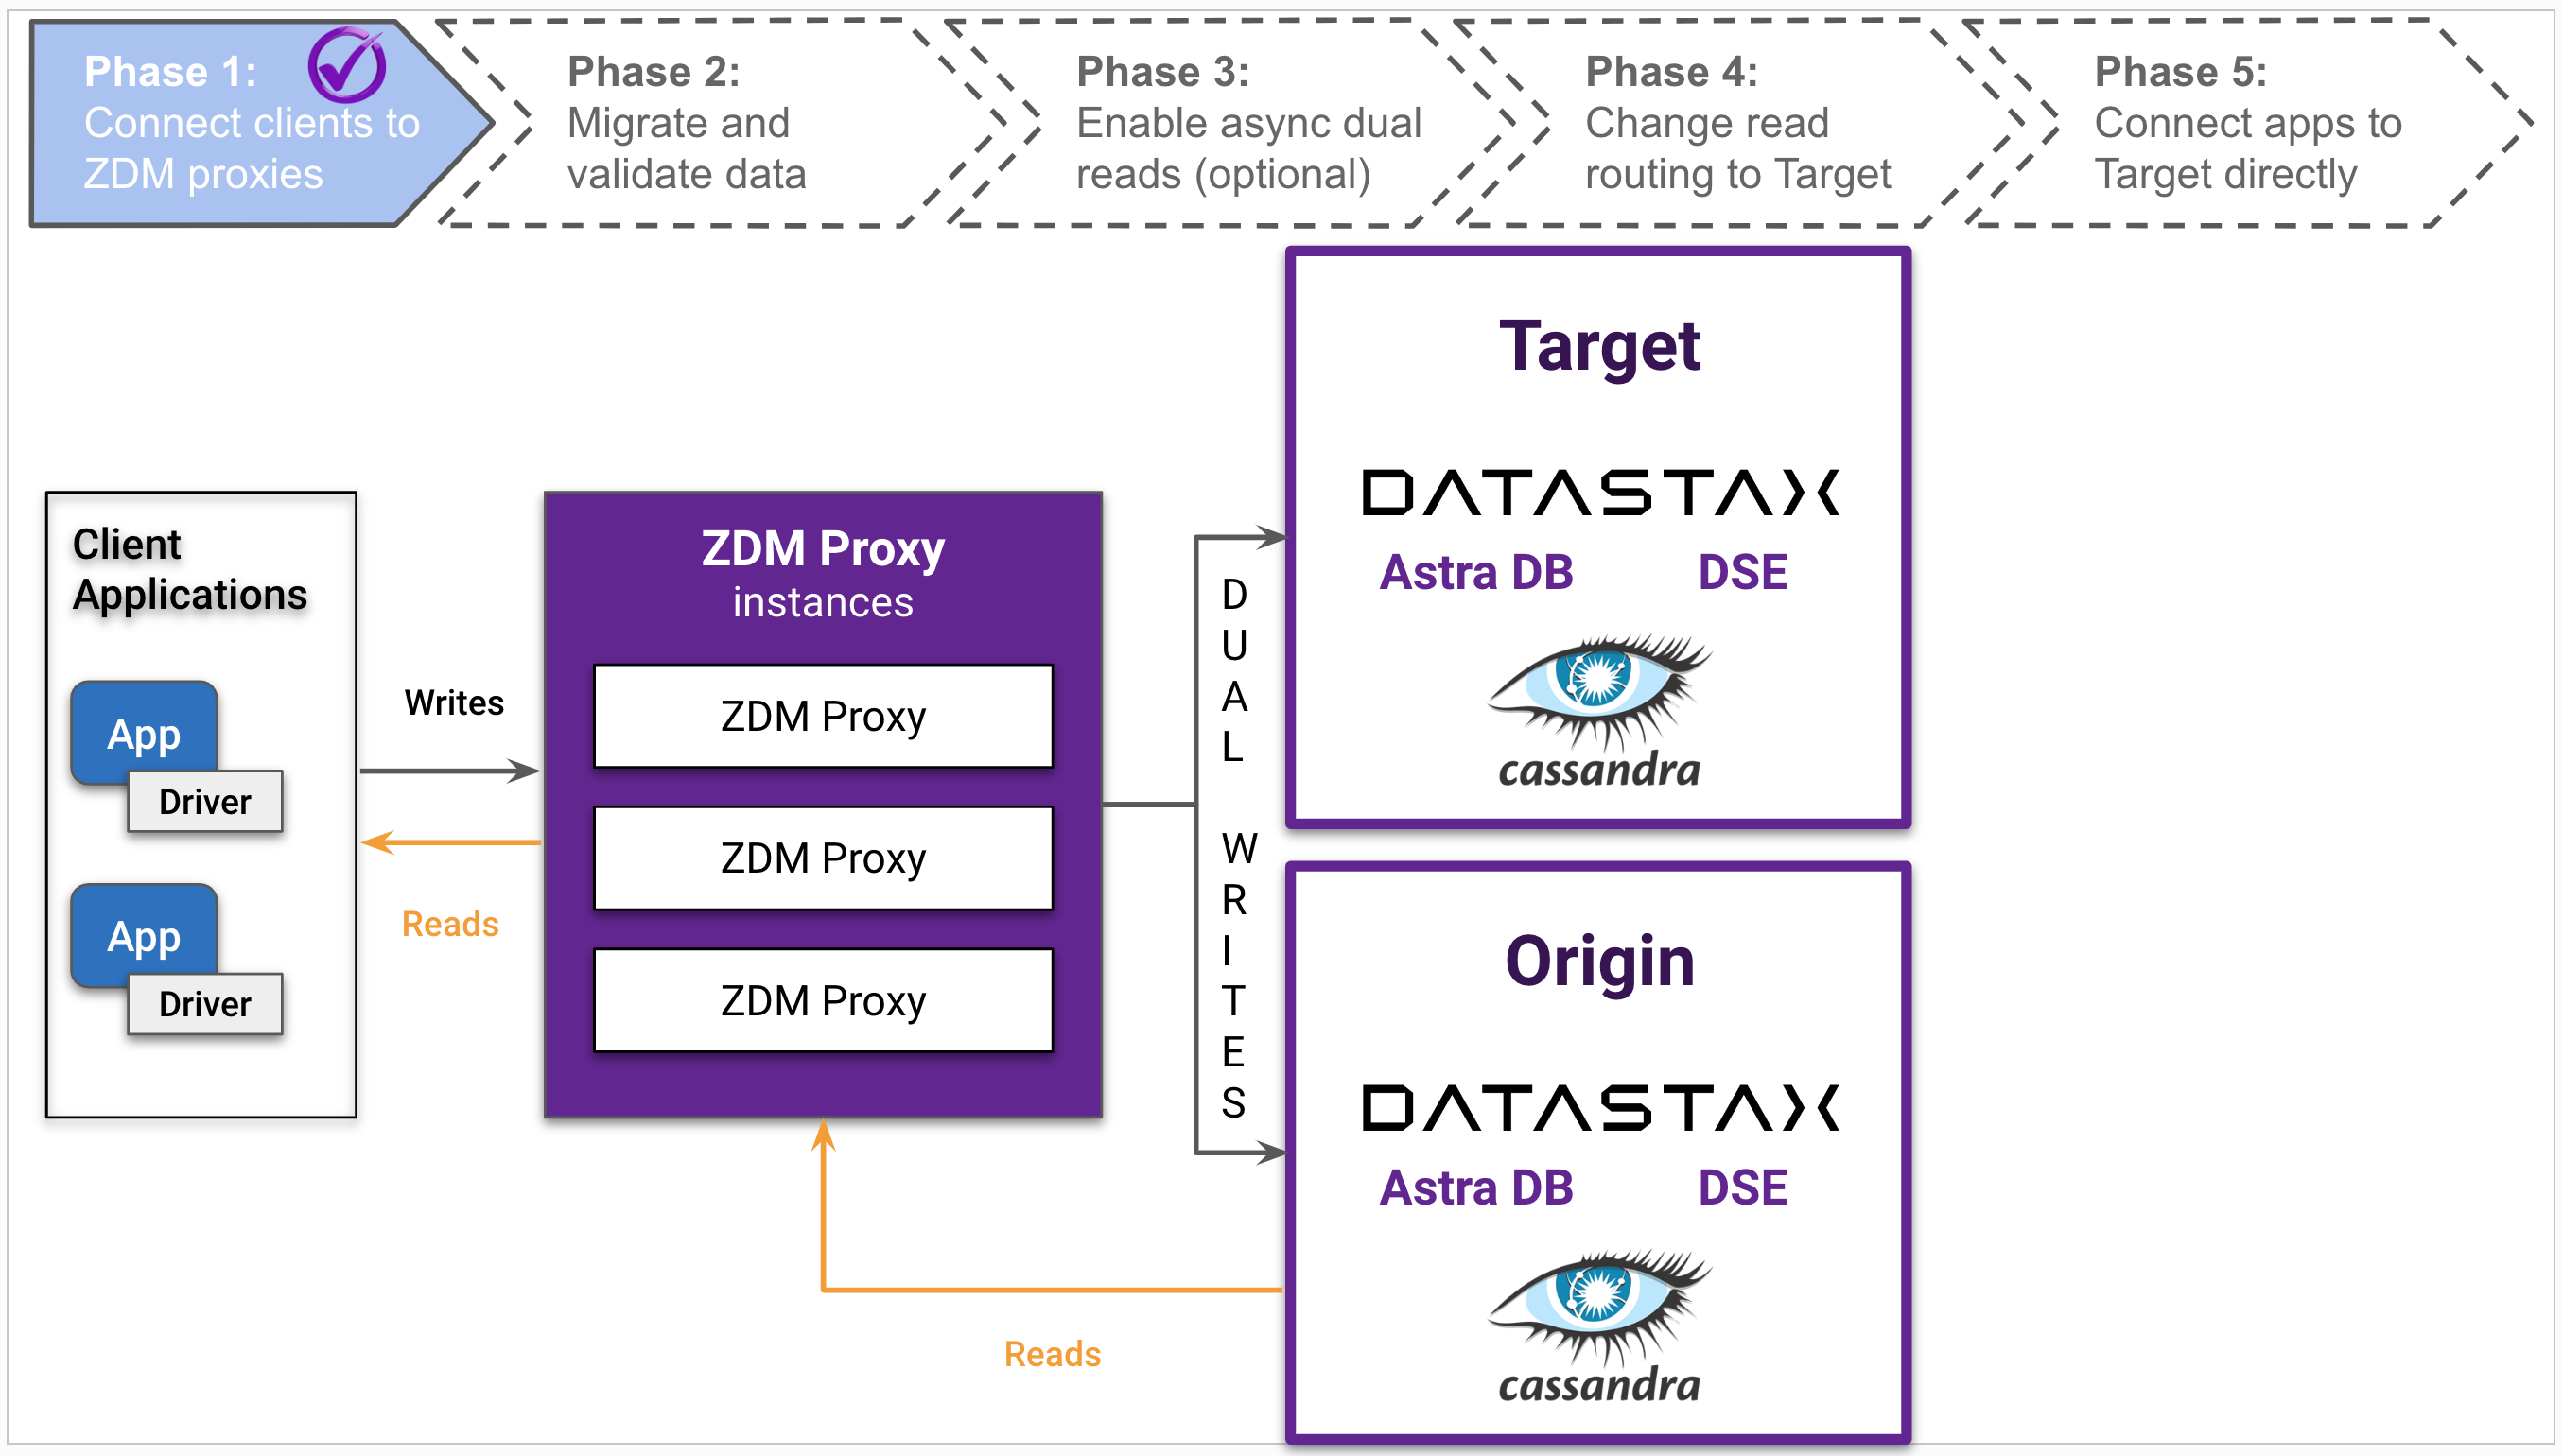 Phase 1:
Connect clients to
ZDM proxies
Phase 2:
Migrate and
validate data
Phase 3:
Enable async dual
reads (optional)
Phase 4:
Change read
routing to Target
Phase 5:
Connect apps to
Target directly
Client
Applications
App
Driver
App
Driver
Writes
Reads
ZDM Proxy
instances
ZDM Proxy
ZDM Proxy
ZDM Proxy
DUAL WRITES
Reads
Target
DATASTAX
Astra DB DSE
cassandra
Origin
DATASTAX
Astra DB DSE
cassandra